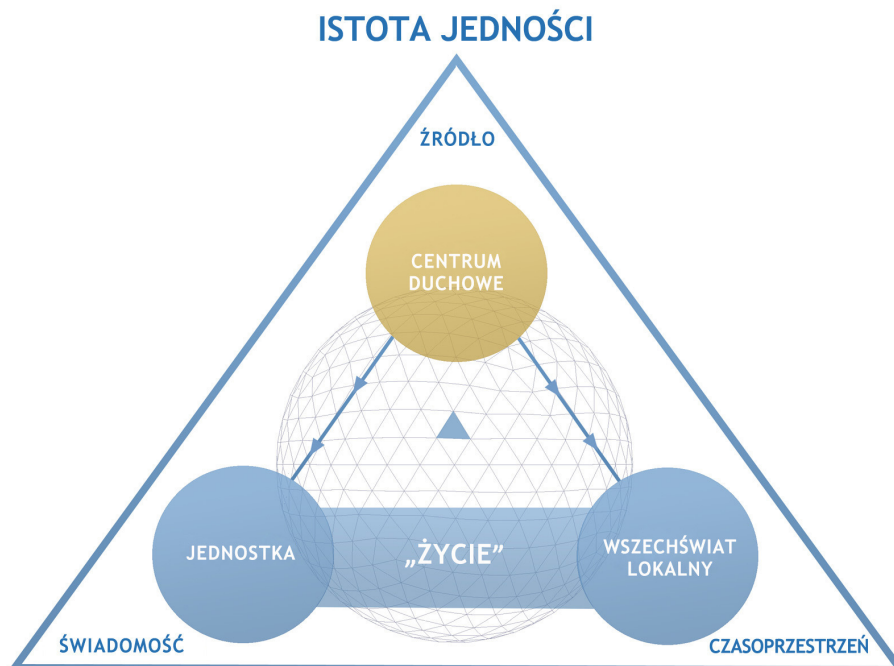 ISTOTA JEDNOŚCI
ŹRÓDŁO
CENTRUM
DUCHOWE
JEDNOSTKA
„ŻYCIE”
WSZECHŚWIAT
LOKALNY
ŚWIADOMOŚĆ
CZASOPRZESTRZEŃ